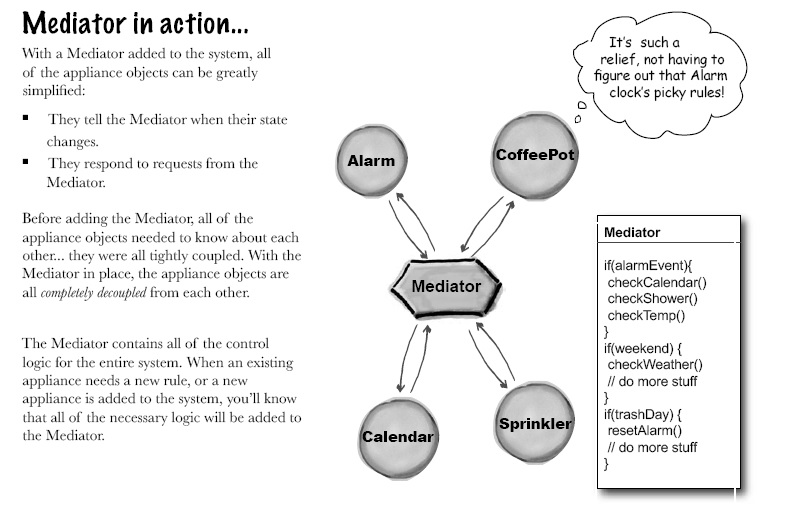 Mediator in action...
With a Mediator added to the system, all
of the appliance objects can be greatly
simplified:
▪ They tell the Mediator when their state
changes.
▪ They respond to requests from the
Mediator.
Before adding the Mediator, all of the
appliance objects needed to know about each
other... they were all tightly coupled. With the
Mediator in place, the appliance objects are
all completely decoupled from each other.
The Mediator contains all of the control
logic for the entire system. When an existing
appliance needs a new rule, or a new
appliance is added to the system, you'll know
that all of the necessary logic will be added to
the Mediator.
It's such a
relief, not having to
figure out that Alarm
clock's picky rules!
Alarm
CoffeePot
Mediator
Calendar
Sprinkler
Mediator
if(alarmEvent){
checkCalendar()
checkShower()
checkTemp()
}
if(weekend) {
checkWeather()
// do more stuff
}
if(trashDay) {
resetAlarm()
// do more stuff
}